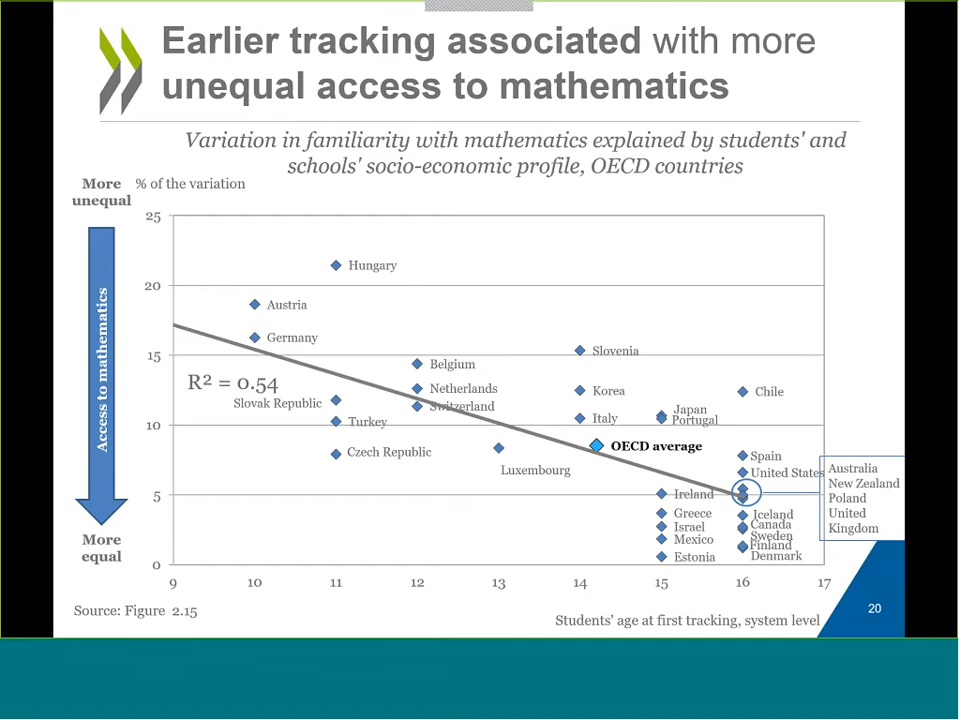 Earlier tracking associated with more
unequal access to mathematics
Variation in familiarity with mathematics explained by students' and
schools' socio-economic profile, OECD countries
More
unequal
% of the variation
Access to mathematics
More
equal
25
20
15
10
5
0
Hungary
Austria
Germany
Slovenia
Belgium
R² = 0.54
Netherlands
Korea
Chile
Slovak Republic
Switzerland
Japan
Turkey
Italy
Portugal
Czech Republic
OECD average
Spain
Luxembourg
United States
Australia
New Zealand
Poland
United
Kingdom
Ireland
Greece
Iceland
Israel
Canada
Mexico
Sweden
Finland
Estonia
Denmark
9 10 11 12 13 14 15 16 17
Source: Figure 2.15
Students' age at first tracking, system level
20